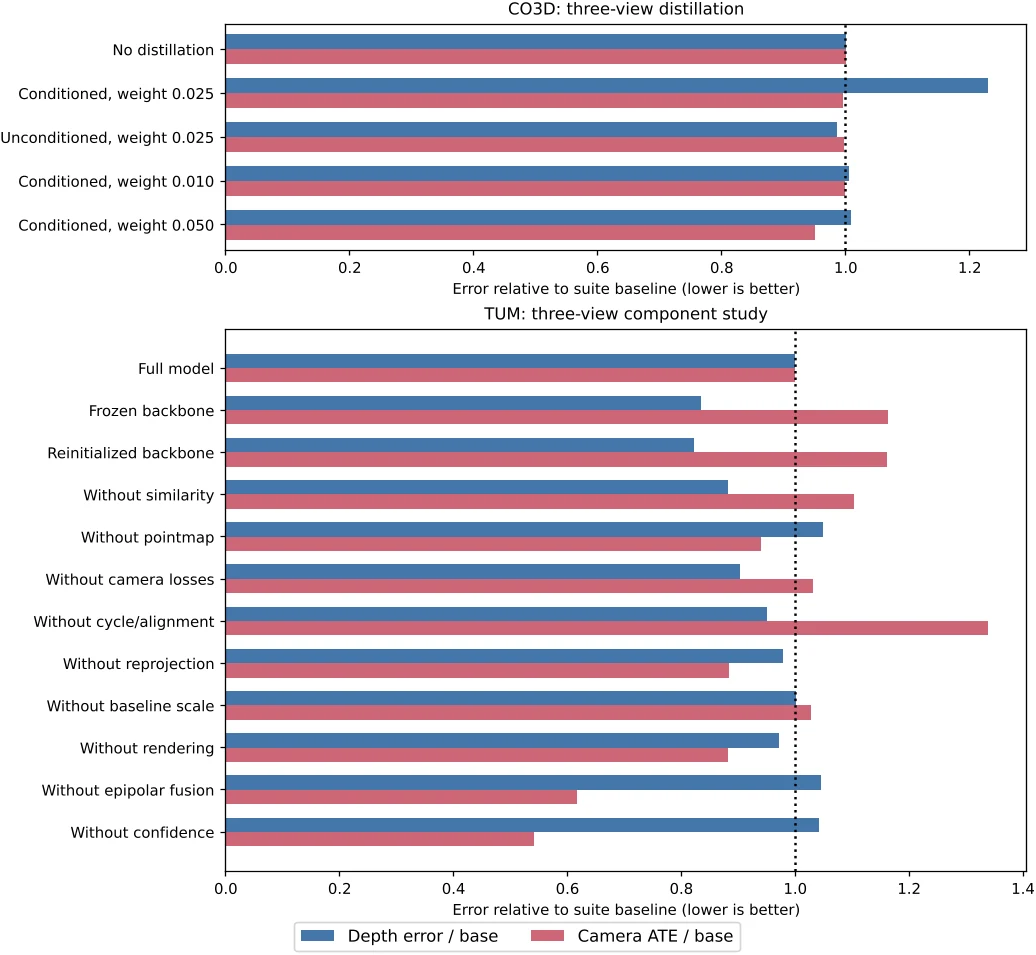 CO3D: three-view distillation
No distillation
Conditioned, weight 0.025
Unconditioned, weight 0.025
Conditioned, weight 0.010
Conditioned, weight 0.050
0.0 0.2 0.4 0.6 0.8 1.0 1.2
Error relative to suite baseline (lower is better)
TUM: three-view component study
Full model
Frozen backbone
Reinitialized backbone
Without similarity
Without pointmap
Without camera losses
Without cycle/alignment
Without reprojection
Without baseline scale
Without rendering
Without epipolar fusion
Without confidence
0.0 0.2 0.4 0.6 0.8 1.0 1.2 1.4
Error relative to suite baseline (lower is better)
Depth error / base Camera ATE / base